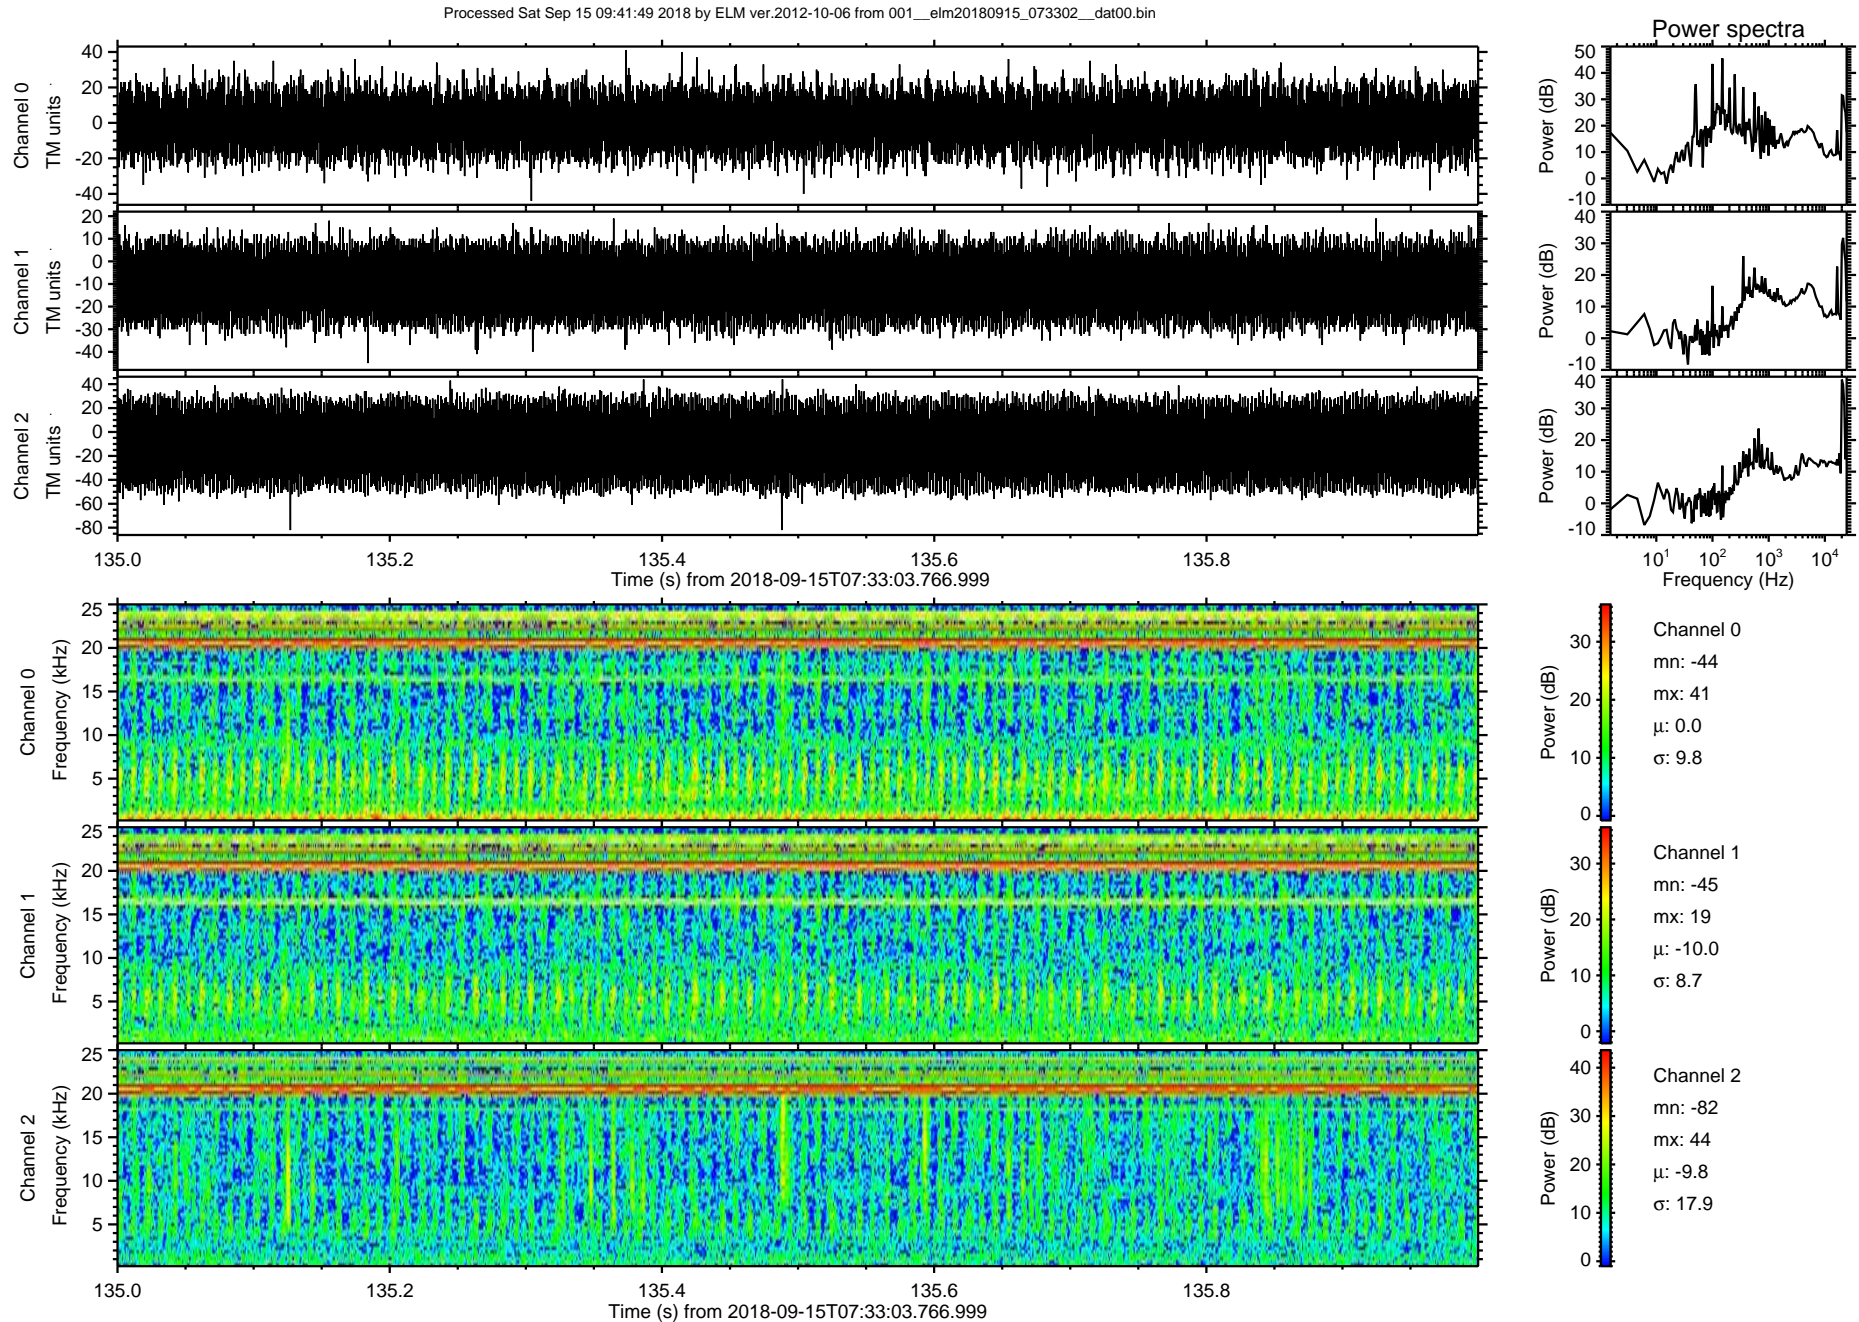 Processed Sat Sep 15 09:41:49 2018 by ELM ver.2012-10-06 from 001__elm20180915_073302__dat00.bin
Power spectra
Channel 0
TM units
40
20
0
-20
-40
Power (dB)
50
40
30
20
10
0
-10
Channel 1
TM units
20
10
0
-10
-20
-30
-40
Power (dB)
40
30
20
10
0
-10
Channel 2
TM units
40
20
0
-20
-40
-60
-80
Power (dB)
40
30
20
10
0
-10
135.0 135.2 135.4 135.6 135.8
Time (s) from 2018-09-15T07:33:03.766.999
10¹ 10² 10³ 10⁴
Frequency (Hz)
Channel 0
Frequency (kHz)
25
20
15
10
5
Power (dB)
30
20
10
0
Channel 0
mn: -44
mx: 41
µ: 0.0
σ: 9.8
Channel 1
Frequency (kHz)
25
20
15
10
5
Power (dB)
30
20
10
0
Channel 1
mn: -45
mx: 19
µ: -10.0
σ: 8.7
Channel 2
Frequency (kHz)
25
20
15
10
5
Power (dB)
40
30
20
10
0
Channel 2
mn: -82
mx: 44
µ: -9.8
σ: 17.9
135.0 135.2 135.4 135.6 135.8
Time (s) from 2018-09-15T07:33:03.766.999